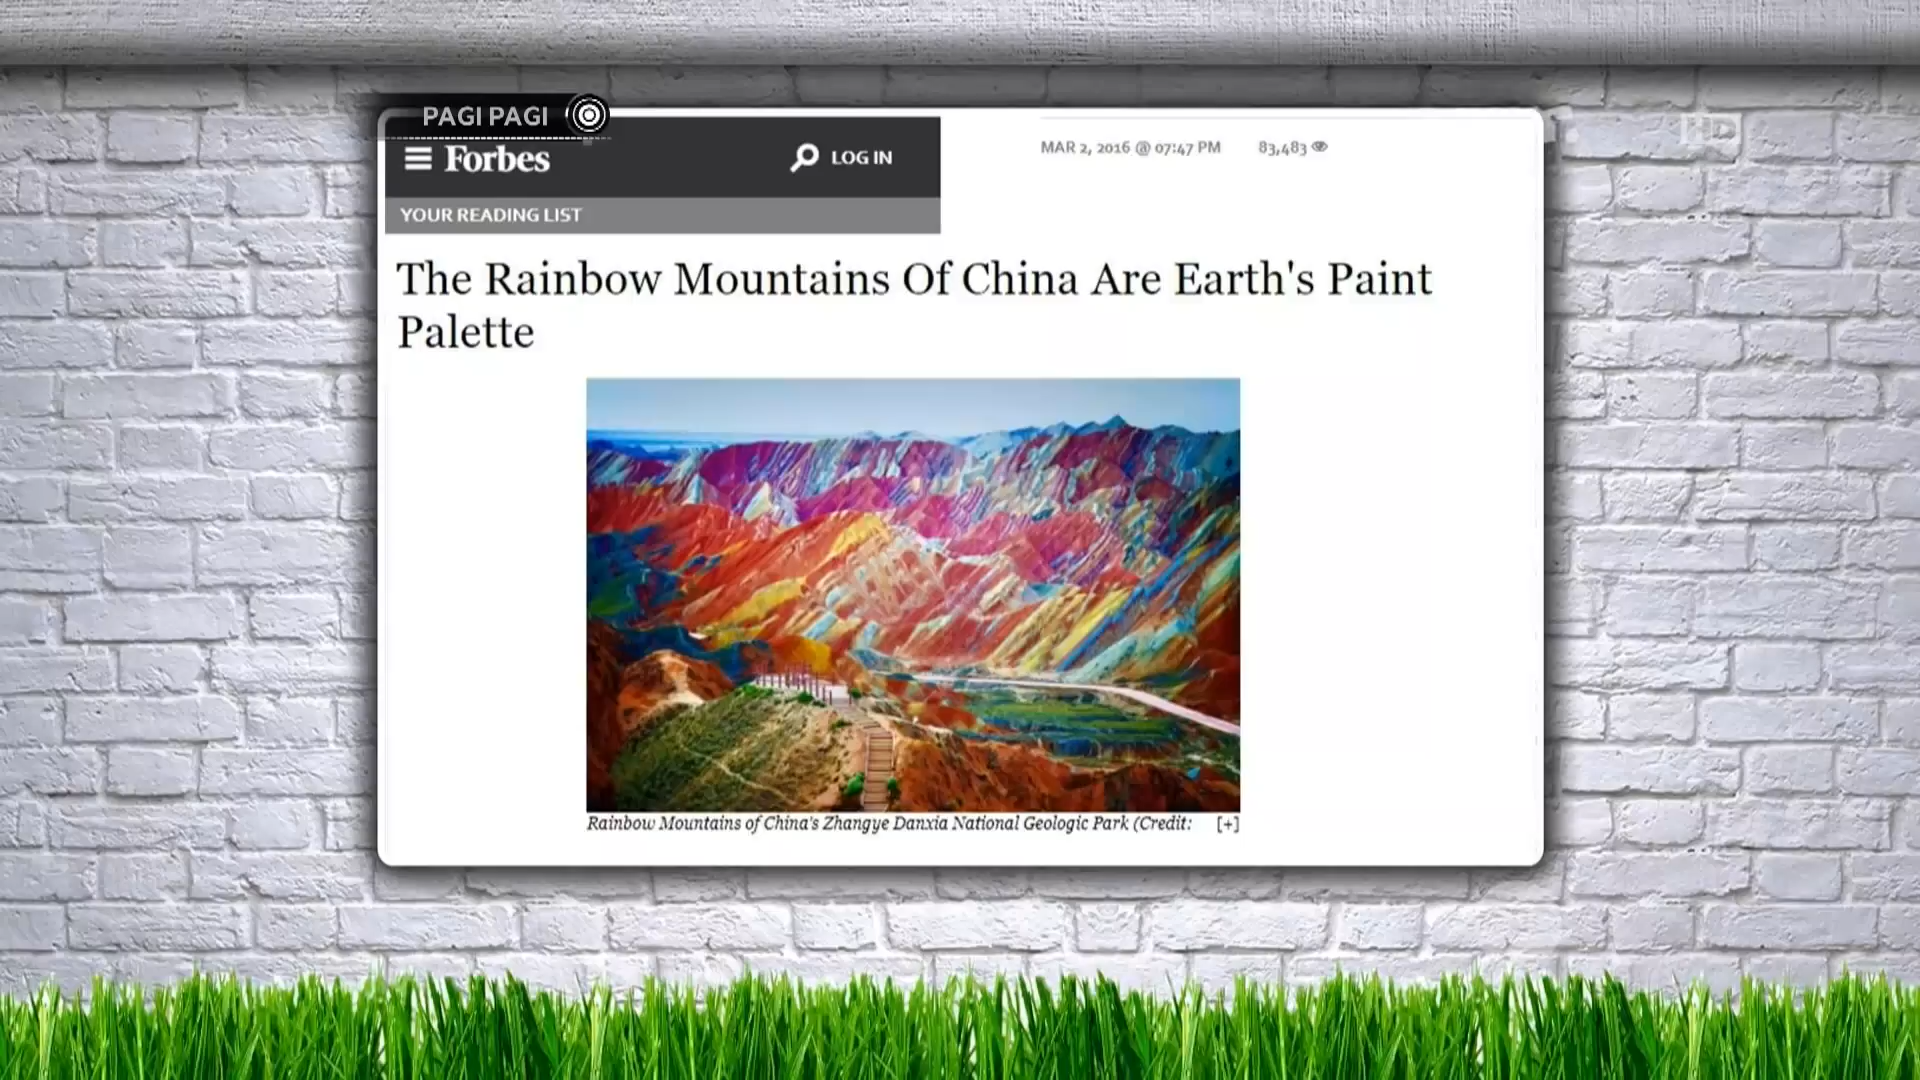 PAGI PAGI
HD
Forbes
LOG IN
MAR 2, 2016 @ 07:47 PM
83,483
YOUR READING LIST
The Rainbow Mountains Of China Are Earth's Paint
Palette
Rainbow Mountains of China's Zhangye Danxia National Geologic Park (Credit: [+]